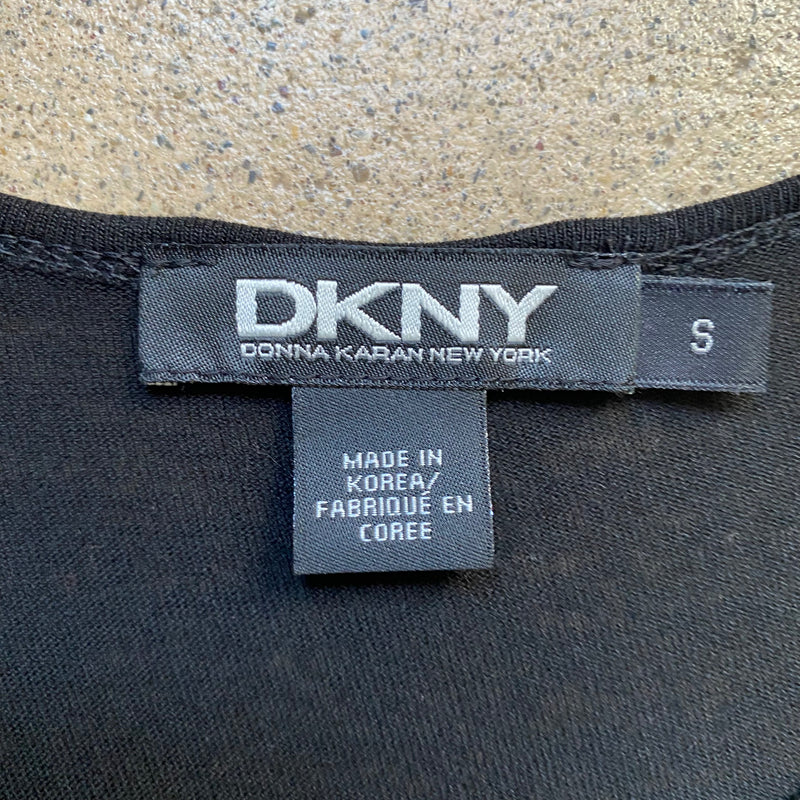 DKNY
DONNA KARAN NEW YORK
S
MADE IN
KOREA/
FABRIQUÉ EN
COREE